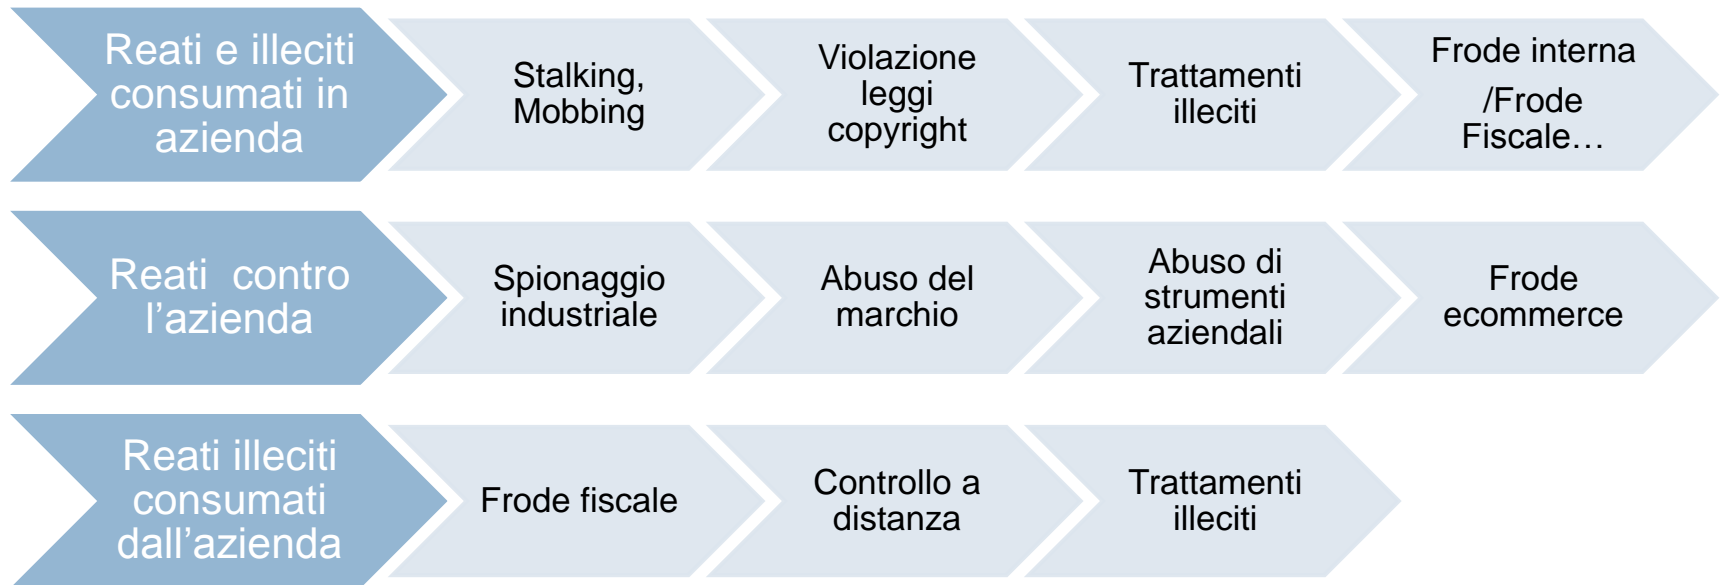 Reati e illeciti
consumati in
azienda
Stalking,
Mobbing
Violazione
leggi
copyright
Trattamenti
illeciti
Frode interna
/Frode
Fiscale…
Reati contro
l’azienda
Spionaggio
industriale
Abuso del
marchio
Abuso di
strumenti
aziendali
Frode
ecommerce
Reati illeciti
consumati
dall’azienda
Frode fiscale
Controllo a
distanza
Trattamenti
illeciti